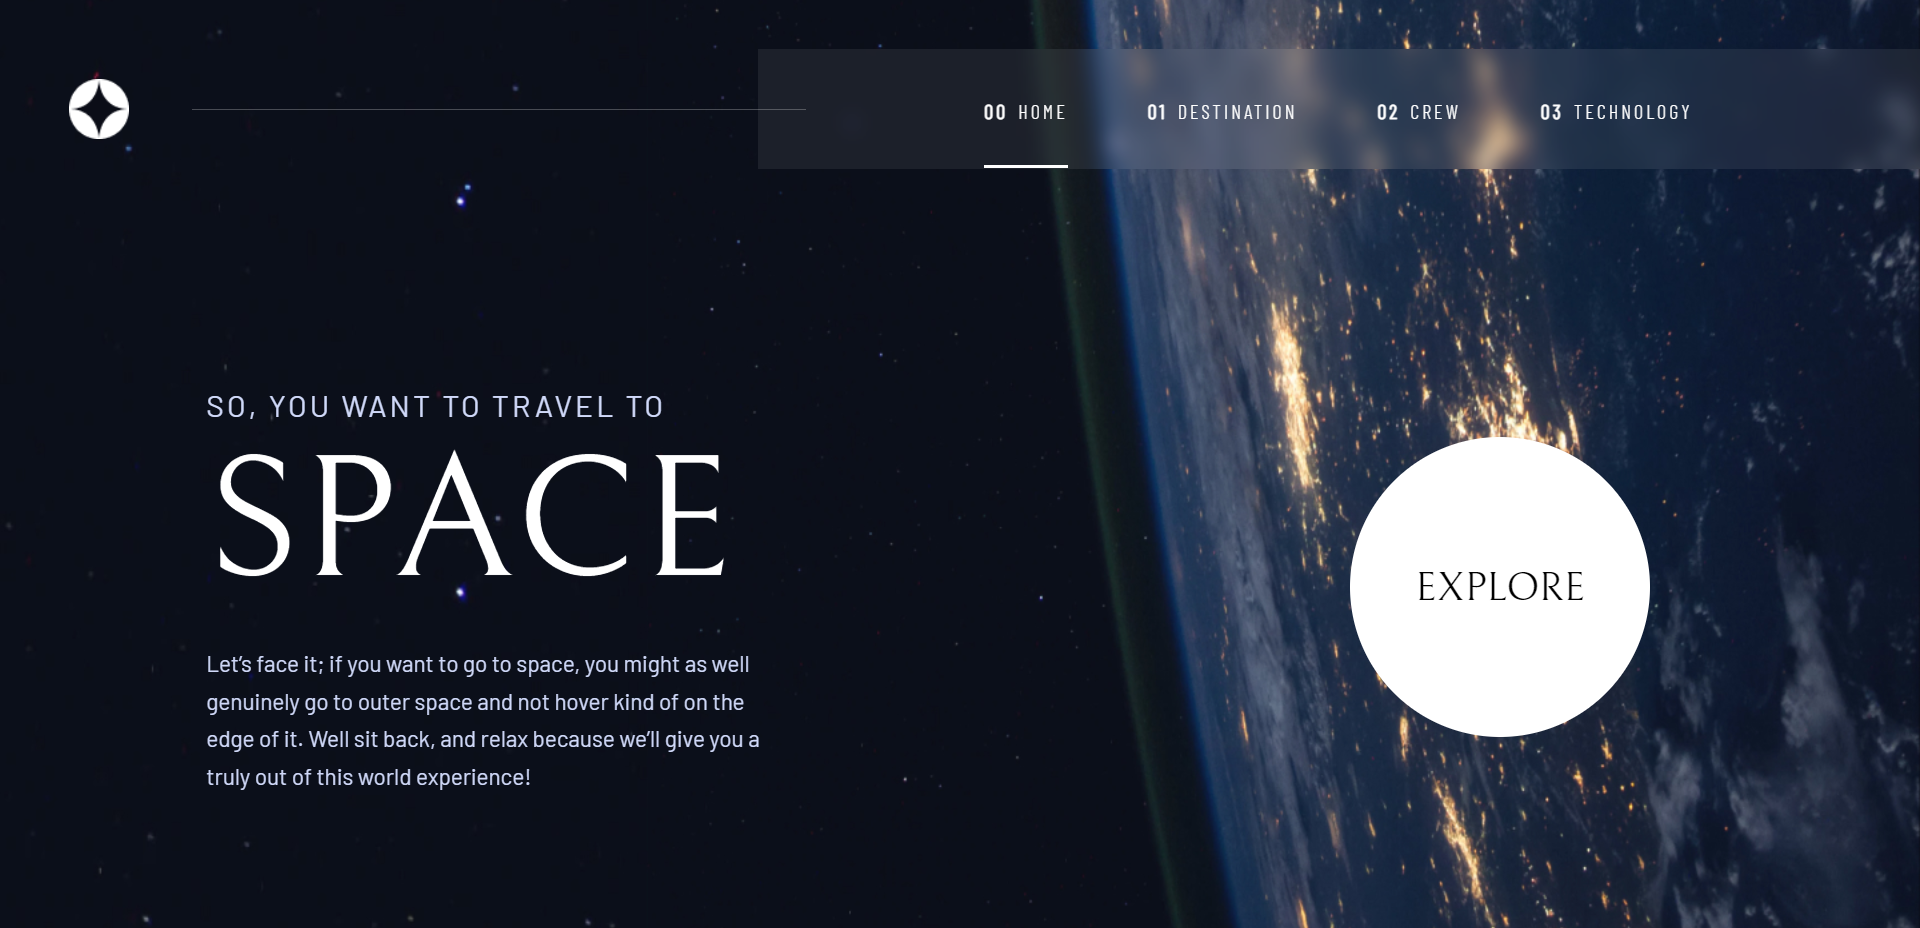 00 HOME 01 DESTINATION 02 CREW 03 TECHNOLOGY
SO, YOU WANT TO TRAVEL TO
SPACE
Let’s face it; if you want to go to space, you might as well
genuinely go to outer space and not hover kind of on the
edge of it. Well sit back, and relax because we’ll give you a
truly out of this world experience!
EXPLORE